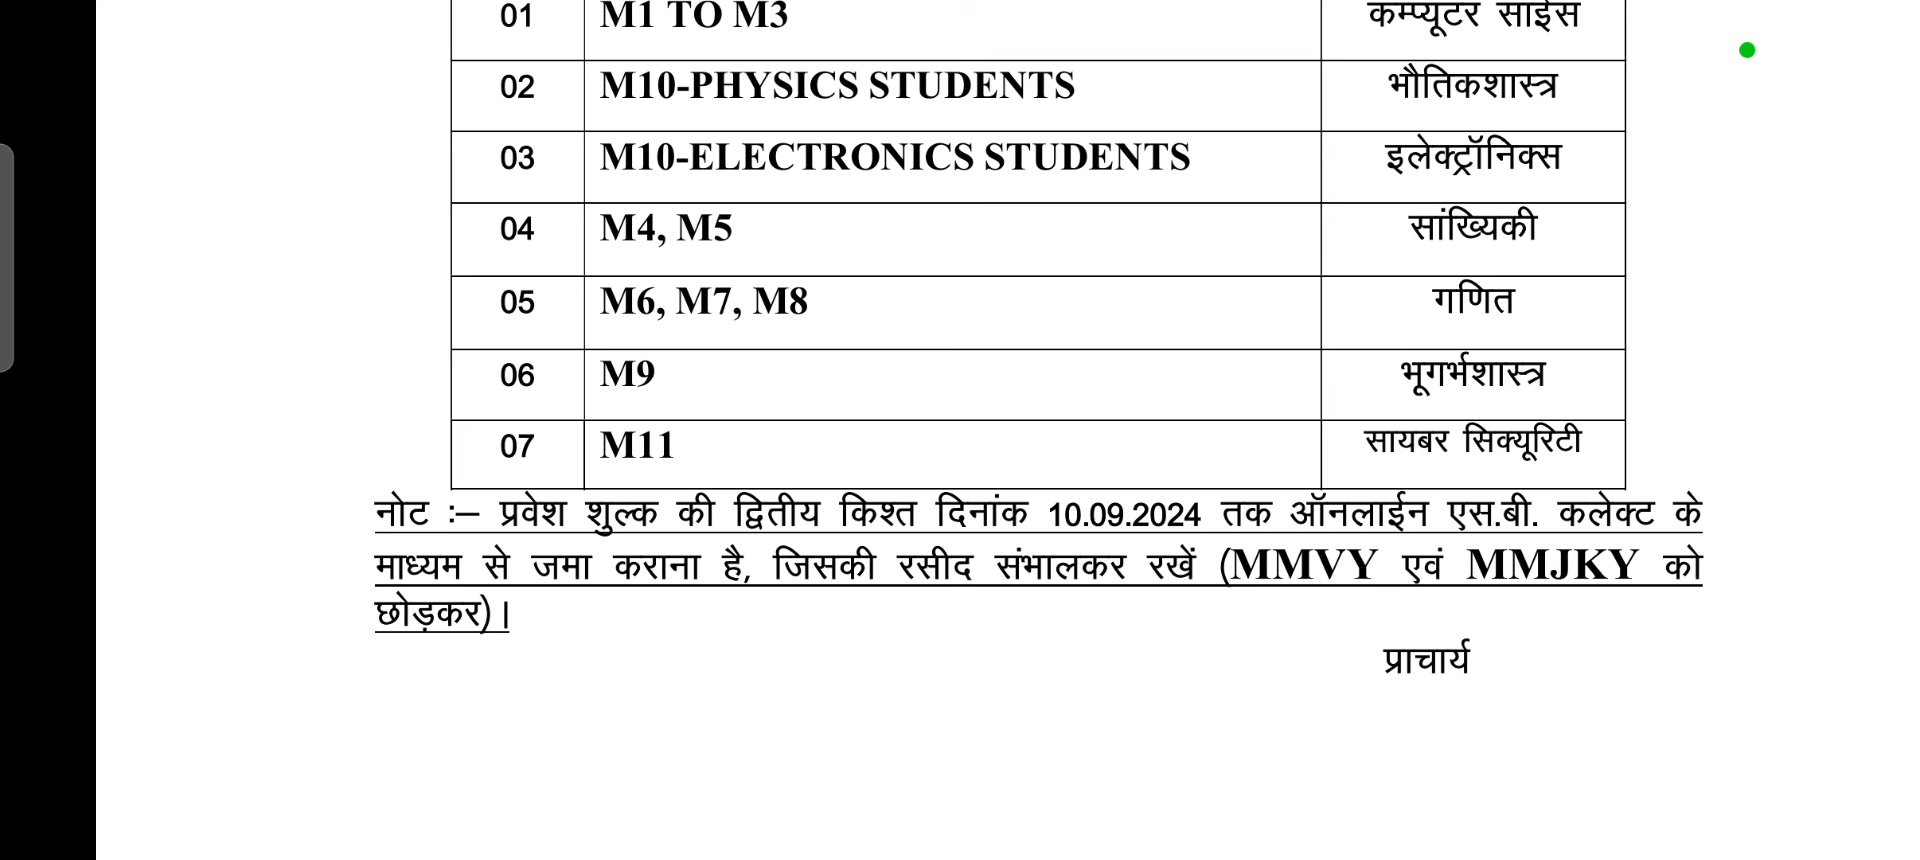 01 M1 TO M3 कम्प्यूटर साईंस
02 M10-PHYSICS STUDENTS भौतिकशास्त्र
03 M10-ELECTRONICS STUDENTS इलेक्ट्रॉनिक्स
04 M4, M5 सांख्यिकी
05 M6, M7, M8 गणित
06 M9 भूगर्भशास्त्र
07 M11 सायबर सिक्यूरिटी
नोट :– प्रवेश शुल्क की द्वितीय किश्त दिनांक 10.09.2024 तक ऑनलाईन एस.बी. कलेक्ट के
माध्यम से जमा कराना है, जिसकी रसीद संभालकर रखें (MMVY एवं MMJKY को
छोड़कर)।
प्राचार्य